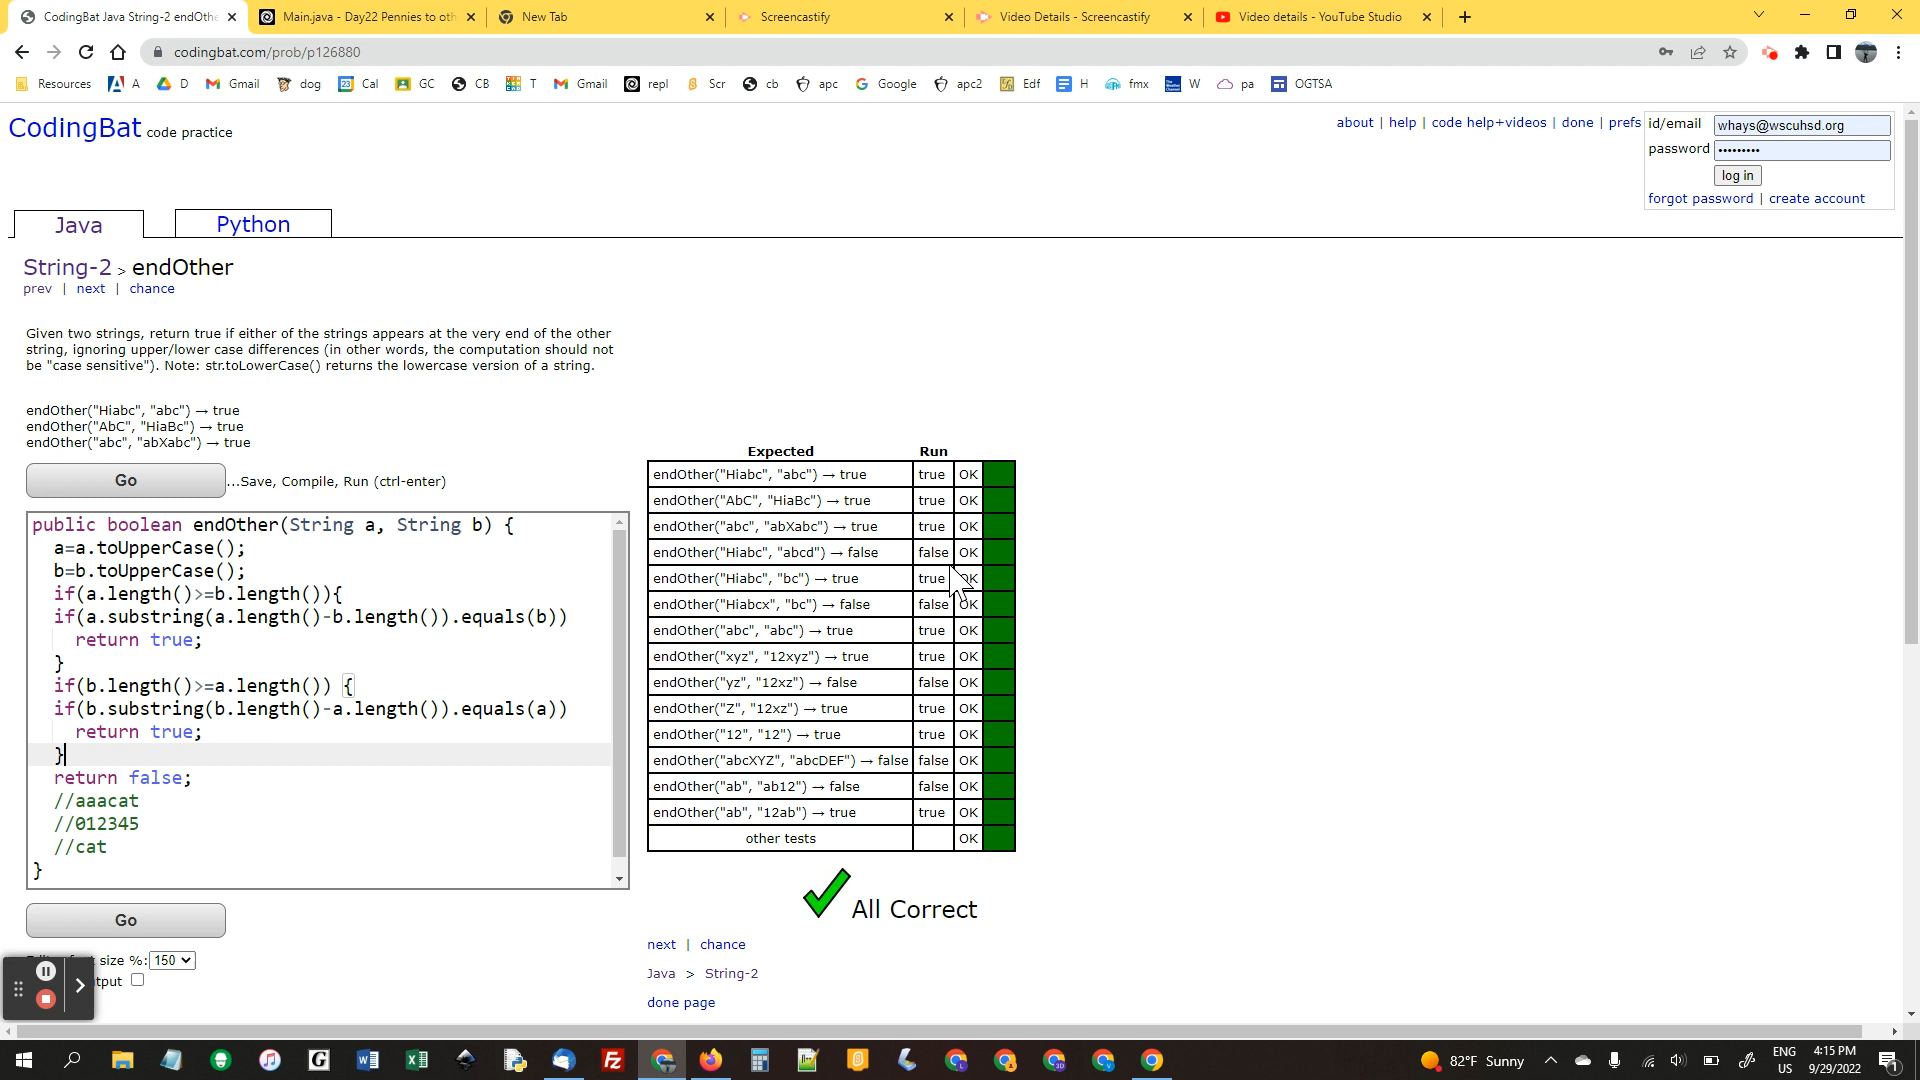 CodingBat Java String-2 endOthe
Main.java - Day22 Pennies to oth
New Tab
Screencastify
Video Details - Screencastify
Video details - YouTube Studio
codingbat.com/prob/p126880
Resources A D Gmail dog Cal GC CB T Gmail repl Scr cb apc Google apc2 Edf H fmx W pa OGTSA
CodingBat code practice
about | help | code help+videos | done | prefs
id/email whays@wscuhsd.org
password •••••••••
log in
forgot password | create account
Java
Python
String-2 > endOther
prev | next | chance
Given two strings, return true if either of the strings appears at the very end of the other
string, ignoring upper/lower case differences (in other words, the computation should not
be "case sensitive"). Note: str.toLowerCase() returns the lowercase version of a string.
endOther("Hiabc", "abc") → true
endOther("AbC", "HiaBc") → true
endOther("abc", "abXabc") → true
Go
...Save, Compile, Run (ctrl-enter)
public boolean endOther(String a, String b) {
a=a.toUpperCase();
b=b.toUpperCase();
if(a.length()>=b.length()){
if(a.substring(a.length()-b.length()).equals(b))
return true;
}
if(b.length()>=a.length()) {
if(b.substring(b.length()-a.length()).equals(a))
return true;
}
return false;
//aaacat
//012345
//cat
}
Go
size %: 150
Expected Run
endOther("Hiabc", "abc") → true true OK
endOther("AbC", "HiaBc") → true true OK
endOther("abc", "abXabc") → true true OK
endOther("Hiabc", "abcd") → false false OK
endOther("Hiabc", "bc") → true true OK
endOther("Hiabcx", "bc") → false false OK
endOther("abc", "abc") → true true OK
endOther("xyz", "12xyz") → true true OK
endOther("yz", "12xz") → false false OK
endOther("Z", "12xz") → true true OK
endOther("12", "12") → true true OK
endOther("abcXYZ", "abcDEF") → false false OK
endOther("ab", "ab12") → false false OK
endOther("ab", "12ab") → true true OK
other tests OK
All Correct
next | chance
Java > String-2
done page
82°F Sunny
ENG
US
4:15 PM
9/29/2022
1